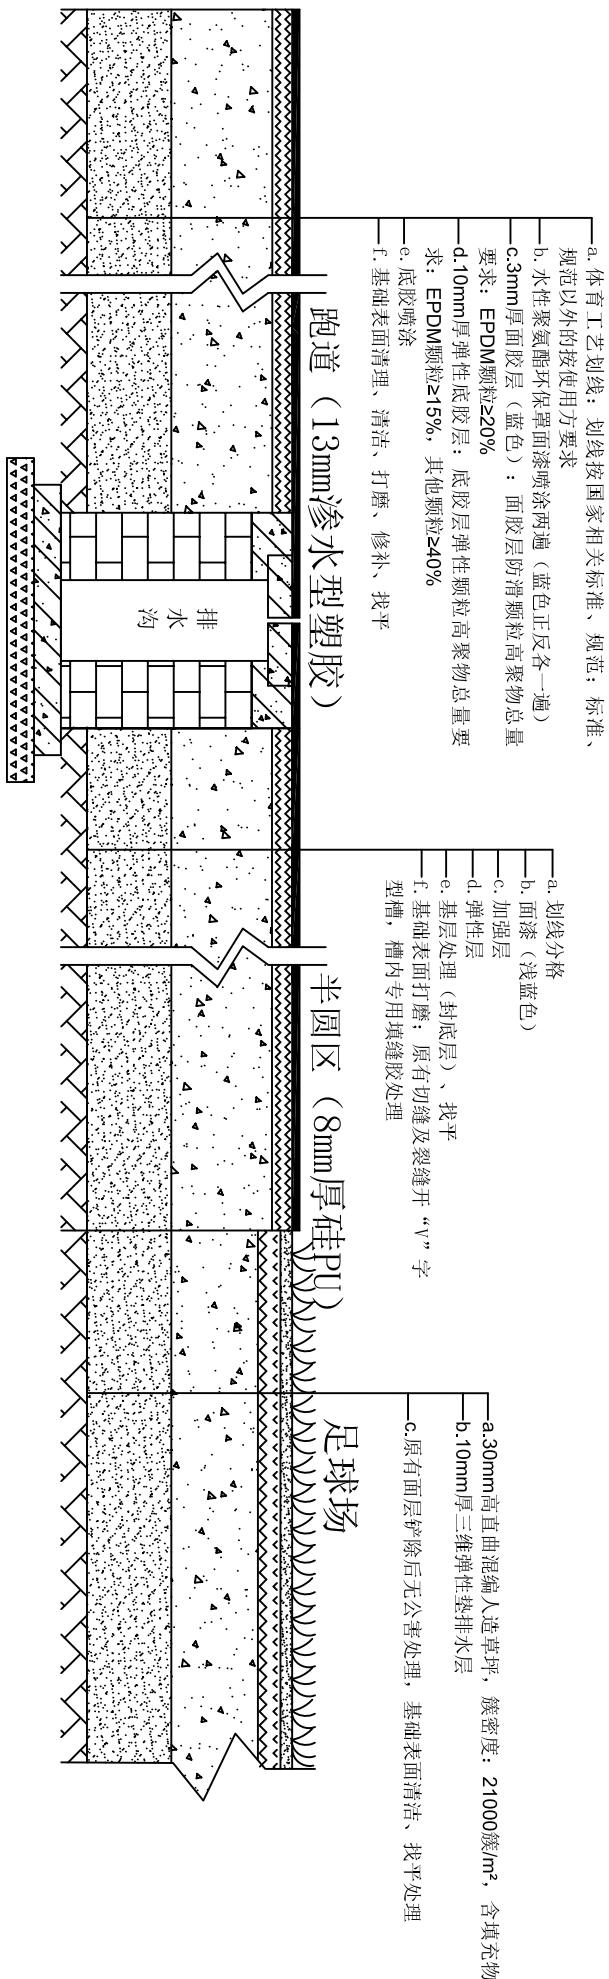 a. 体育工艺划线：划线按国家相关标准、规范；标准、
规范以外的按使用方要求
b. 水性聚氨酯环保罩面漆喷涂两遍（蓝色正反各一遍）
c.3mm厚面胶层（蓝色）：面胶层防滑颗粒高聚物总量
要求：EPDM颗粒≥20%
d.10mm厚弹性底胶层：底胶层弹性颗粒高聚物总量要
求：EPDM颗粒≥15%，其他颗粒≥40%
e. 底胶喷涂
f. 基础表面清理、清洁、打磨、修补、找平
跑道（13mm渗水型塑胶）
排
水
沟
a. 划线分格
b. 面漆（浅蓝色）
c. 加强层
d. 弹性层
e. 基层处理（封底层）、找平
f. 基础表面打磨；原有切缝及裂缝开“V”字
型槽，槽内专用填缝胶处理
半圆区（8mm厚硅PU）
a.30mm高直曲混编人造草坪，簇密度：21000簇/m²，含填充物
b.10mm厚三维弹性垫排水层
c.原有面层铲除后无公害处理，基础表面清洁、找平处理
足球场